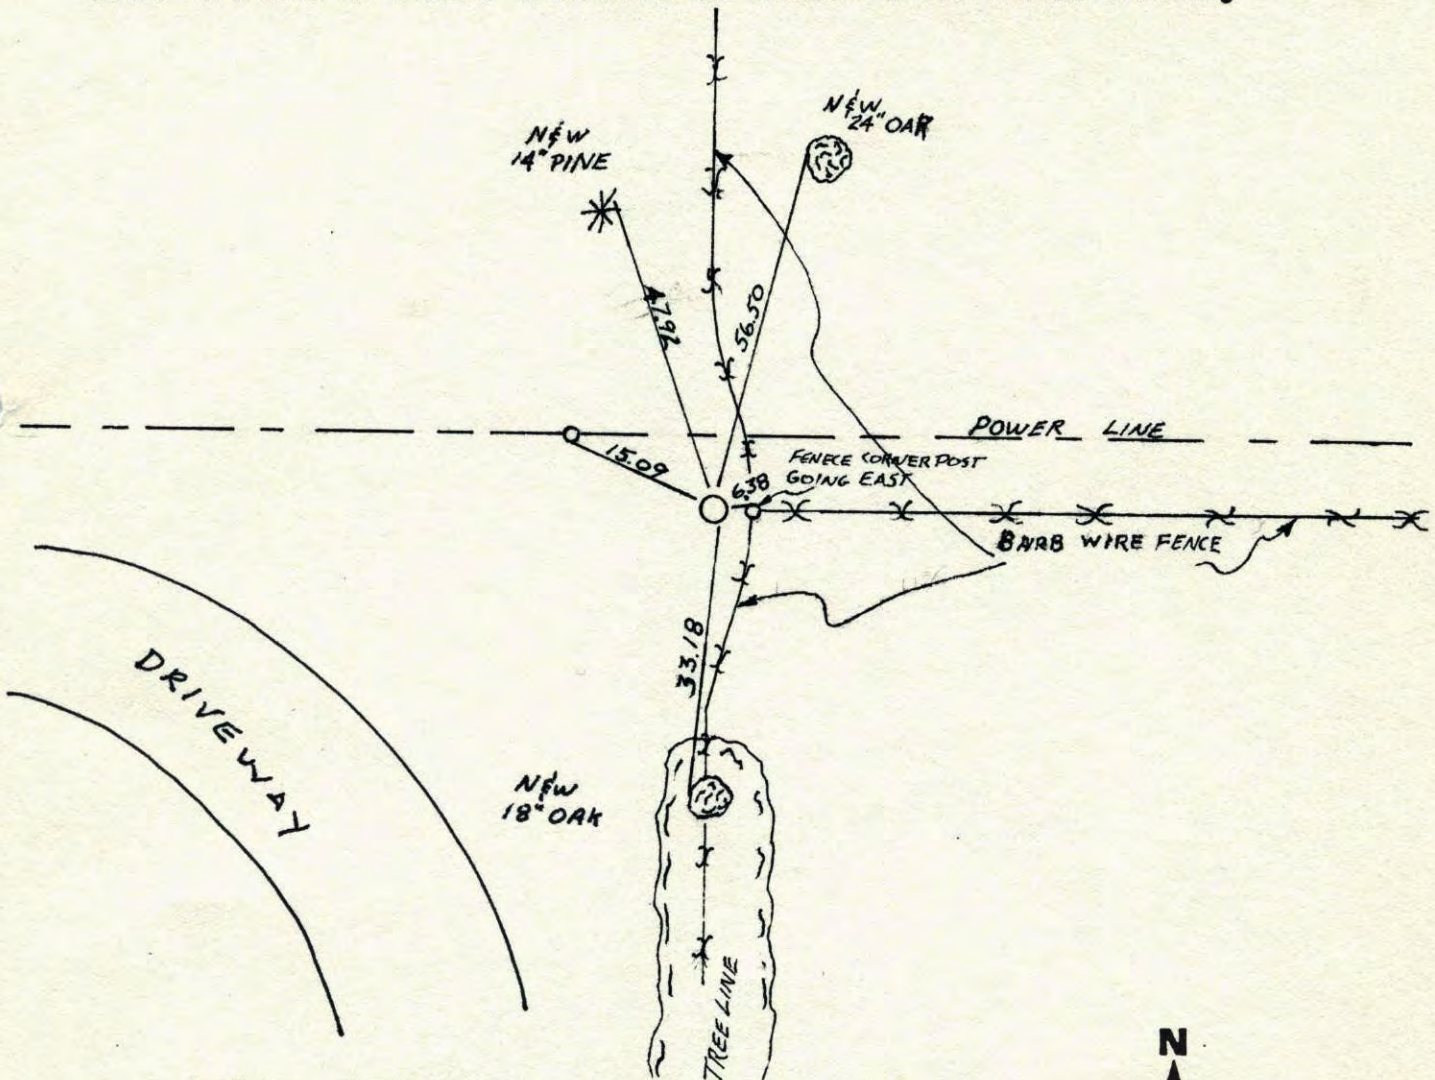 N&W
24" OAK
N&W
14" PINE
47.92
56.50
POWER LINE
15.09
6.38
FENECE CORNER POST
GOING EAST
BARB WIRE FENCE
33.18
DRIVEWAY
N&W
18" OAK
TREE LINE
N